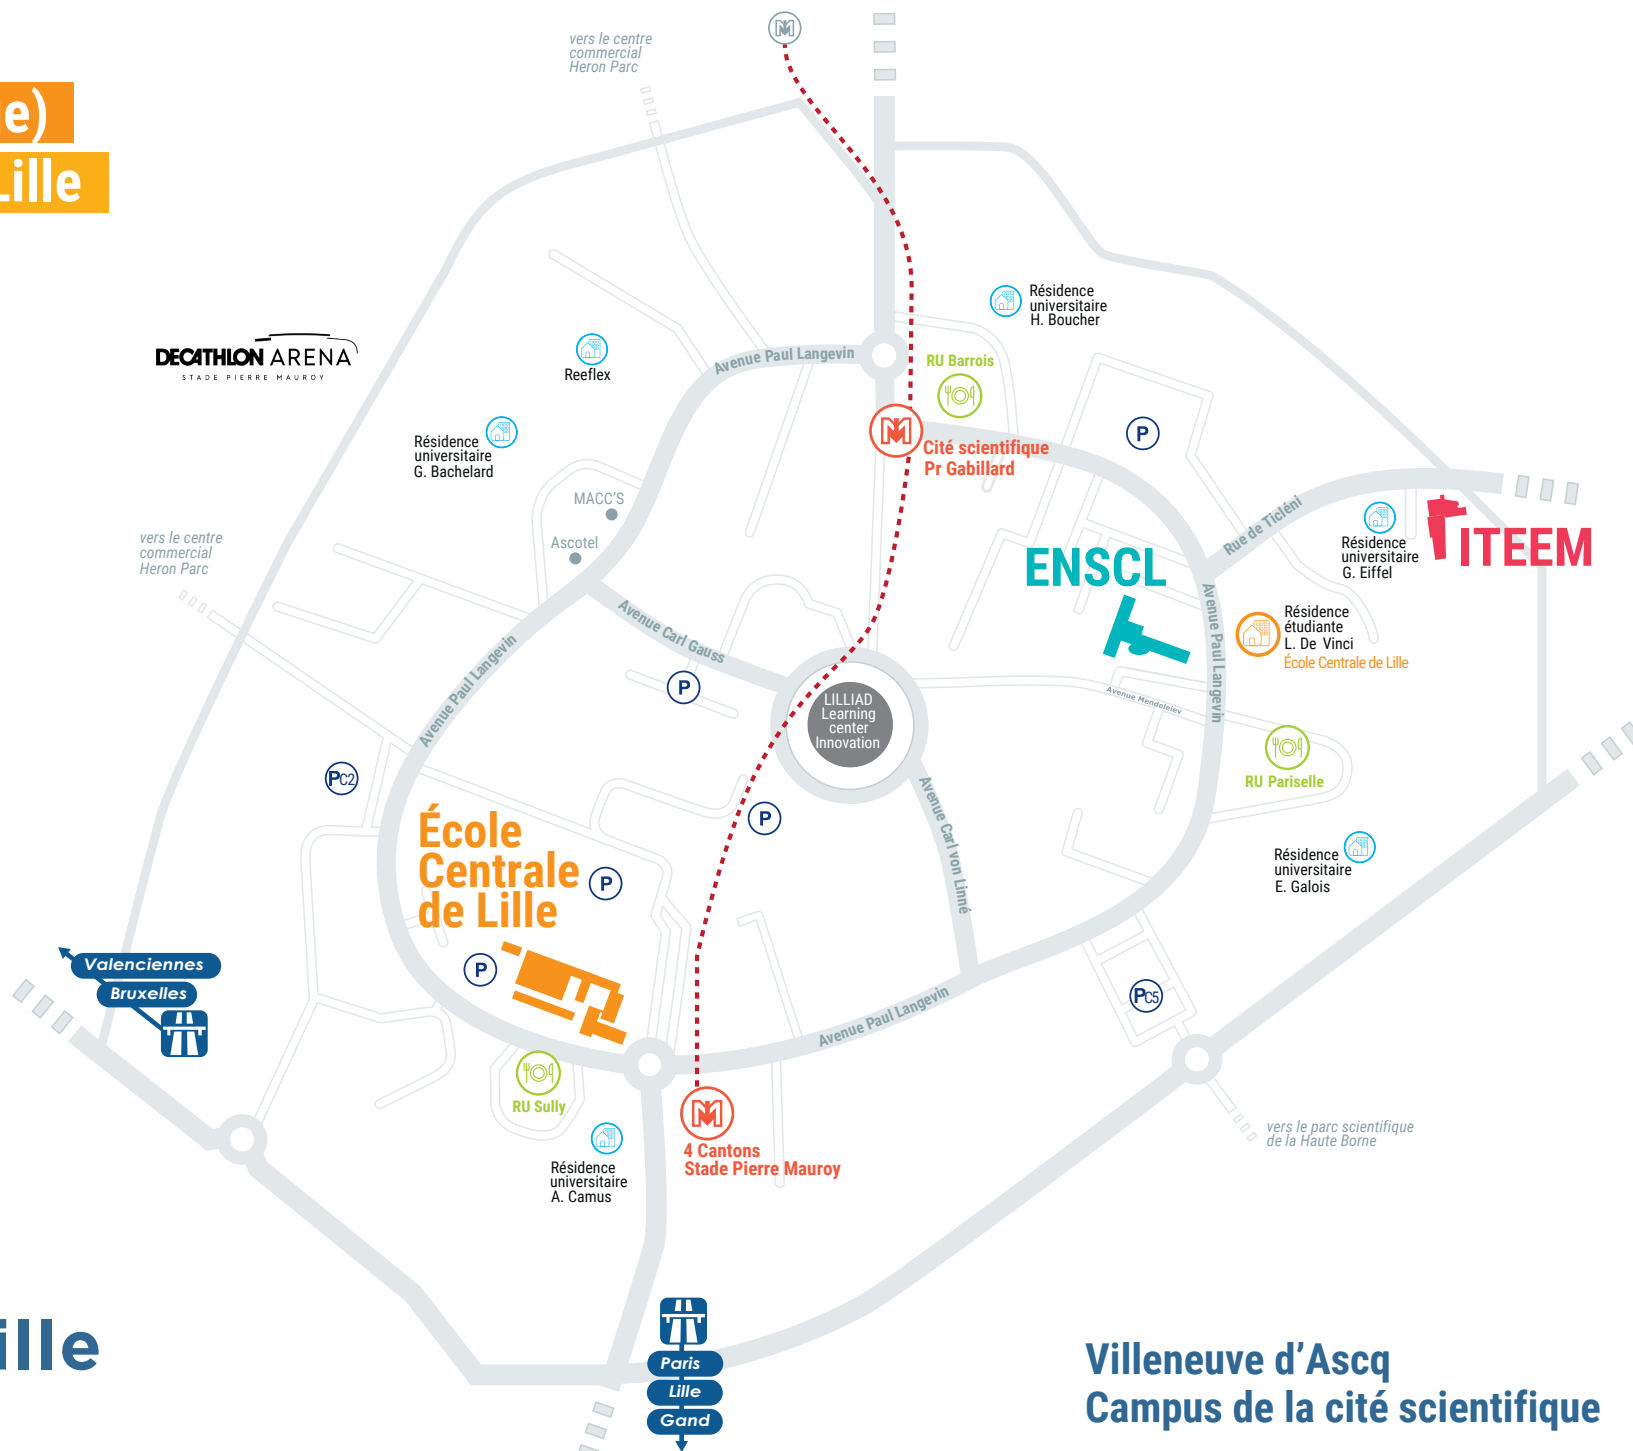 e)
Lille
vers le centre
commercial
Heron Parc
DECATHLON ARENA
STADE PIERRE MAUROY
Reeflex
Avenue Paul Langevin
Résidence
universitaire
H. Boucher
RU Barrois
Résidence
universitaire
G. Bachelard
Cité scientifique
Pr Gabillard
P
MACC'S
Ascotel
Rue de Ticléni
Résidence
universitaire
G. Eiffel
ITEEM
ENSCL
vers le centre
commercial
Heron Parc
Avenue Carl Gauss
Avenue Paul Langevin
Avenue Paul Langevin
Résidence
étudiante
L. De Vinci
École Centrale de Lille
P
LILLIAD
Learning
center
Innovation
Avenue Mendeleiev
RU Pariselle
PC2
P
École
Centrale
de Lille
P
Avenue Carl von Linné
Résidence
universitaire
E. Galois
P
Valenciennes
Bruxelles
PC5
Avenue Paul Langevin
RU Sully
4 Cantons
Stade Pierre Mauroy
Résidence
universitaire
A. Camus
vers le parc scientifique
de la Haute Borne
Paris
Lille
Gand
ille
Villeneuve d'Ascq
Campus de la cité scientifique